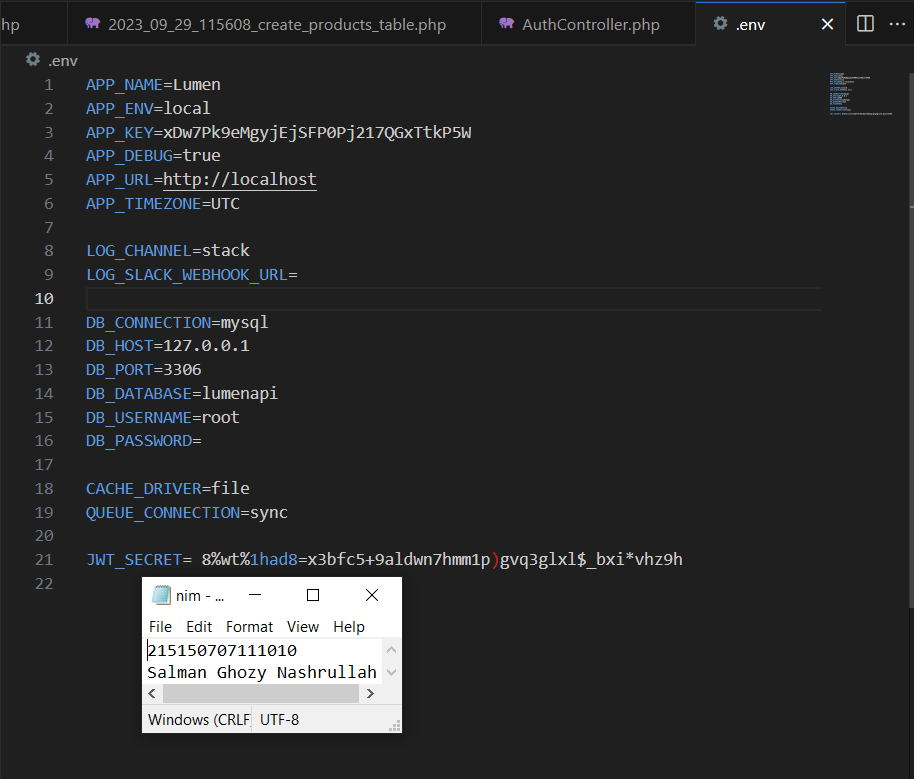 hp 2023_09_29_115608_create_products_table.php AuthController.php .env
.env
1 APP_NAME=Lumen
2 APP_ENV=local
3 APP_KEY=xDw7Pk9eMgyjEjSFP0Pj217QGxTtkP5W
4 APP_DEBUG=true
5 APP_URL=http://localhost
6 APP_TIMEZONE=UTC
7
8 LOG_CHANNEL=stack
9 LOG_SLACK_WEBHOOK_URL=
10
11 DB_CONNECTION=mysql
12 DB_HOST=127.0.0.1
13 DB_PORT=3306
14 DB_DATABASE=lumenapi
15 DB_USERNAME=root
16 DB_PASSWORD=
17
18 CACHE_DRIVER=file
19 QUEUE_CONNECTION=sync
20
21 JWT_SECRET= 8%wt%1had8=x3bfc5+9aldwn7hmm1p)gvq3glxl$_bxi*vhz9h
22
nim - ...
File Edit Format View Help
215150707111010
Salman Ghozy Nashrullah
Windows (CRLF UTF-8